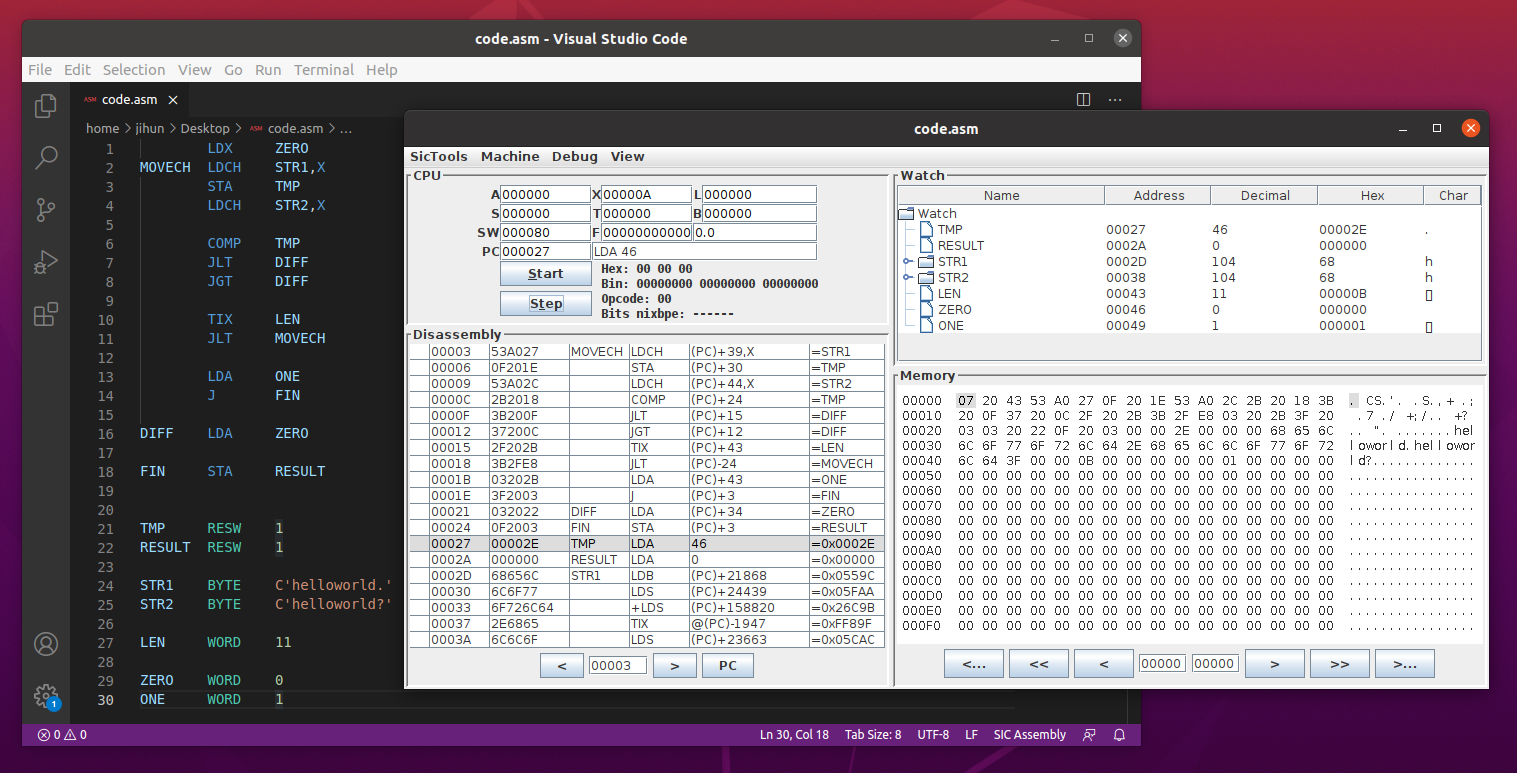 code.asm - Visual Studio Code
File Edit Selection View Go Run Terminal Help
ASM code.asm
home > jihun > Desktop > ASM code.asm > ...
1 LDX ZERO
2 MOVECH LDCH STR1,X
3 STA TMP
4 LDCH STR2,X
5
6 COMP TMP
7 JLT DIFF
8 JGT DIFF
9
10 TIX LEN
11 JLT MOVECH
12
13 LDA ONE
14 J FIN
15
16 DIFF LDA ZERO
17
18 FIN STA RESULT
19
20
21 TMP RESW 1
22 RESULT RESW 1
23
24 STR1 BYTE C'helloworld.'
25 STR2 BYTE C'helloworld?'
26
27 LEN WORD 11
28
29 ZERO WORD 0
30 ONE WORD 1
1
0 0
Ln 30, Col 18 Tab Size: 8 UTF-8 LF SIC Assembly
code.asm
SicTools Machine Debug View
CPU
A 000000 X 00000A L 000000
S 000000 T 000000 B 000000
SW 000080 F 00000000000 0.0
PC 000027 LDA 46
Start
Step
Hex: 00 00 00
Bin: 00000000 00000000 00000000
Opcode: 00
Bits nixbpe: ------
Disassembly
00003 53A027 MOVECH LDCH (PC)+39,X =STR1
00006 0F201E STA (PC)+30 =TMP
00009 53A02C LDCH (PC)+44,X =STR2
0000C 2B2018 COMP (PC)+24 =TMP
0000F 3B200F JLT (PC)+15 =DIFF
00012 37200C JGT (PC)+12 =DIFF
00015 2F202B TIX (PC)+43 =LEN
00018 3B2FE8 JLT (PC)-24 =MOVECH
0001B 03202B LDA (PC)+43 =ONE
0001E 3F2003 J (PC)+3 =FIN
00021 032022 DIFF LDA (PC)+34 =ZERO
00024 0F2003 FIN STA (PC)+3 =RESULT
00027 00002E TMP LDA 46 =0x0002E
0002A 000000 RESULT LDA 0 =0x00000
0002D 68656C STR1 LDB (PC)+21868 =0x0559C
00030 6C6F77 LDS (PC)+24439 =0x05FAA
00033 6F726C64 +LDS (PC)+158820 =0x26C9B
00037 2E6865 TIX @(PC)-1947 =0xFF89F
0003A 6C6C6F LDS (PC)+23663 =0x05CAC
< 00003 > PC
Watch
Name Address Decimal Hex Char
Watch
TMP 00027 46 00002E .
RESULT 0002A 0 000000
STR1 0002D 104 68 h
STR2 00038 104 68 h
LEN 00043 11 00000B
ZERO 00046 0 000000
ONE 00049 1 000001
Memory
00000 07 20 43 53 A0 27 0F 20 1E 53 A0 2C 2B 20 18 3B . CS.'. .S.,+ .;
00010 20 0F 37 20 0C 2F 20 2B 3B 2F E8 03 20 2B 3F 20 .7 ./ +;/.. +?
00020 03 03 20 22 0F 20 03 00 00 2E 00 00 00 68 65 6C .. ". ........hel
00030 6C 6F 77 6F 72 6C 64 2E 68 65 6C 6C 6F 77 6F 72 loworld.hellowor
00040 6C 64 3F 00 00 0B 00 00 00 00 00 01 00 00 00 00 ld?.............
00050 00 00 00 00 00 00 00 00 00 00 00 00 00 00 00 00 ................
00060 00 00 00 00 00 00 00 00 00 00 00 00 00 00 00 00 ................
00070 00 00 00 00 00 00 00 00 00 00 00 00 00 00 00 00 ................
00080 00 00 00 00 00 00 00 00 00 00 00 00 00 00 00 00 ................
00090 00 00 00 00 00 00 00 00 00 00 00 00 00 00 00 00 ................
000A0 00 00 00 00 00 00 00 00 00 00 00 00 00 00 00 00 ................
000B0 00 00 00 00 00 00 00 00 00 00 00 00 00 00 00 00 ................
000C0 00 00 00 00 00 00 00 00 00 00 00 00 00 00 00 00 ................
000D0 00 00 00 00 00 00 00 00 00 00 00 00 00 00 00 00 ................
000E0 00 00 00 00 00 00 00 00 00 00 00 00 00 00 00 00 ................
000F0 00 00 00 00 00 00 00 00 00 00 00 00 00 00 00 00 ................
<... << < 00000 00000 > >> >...